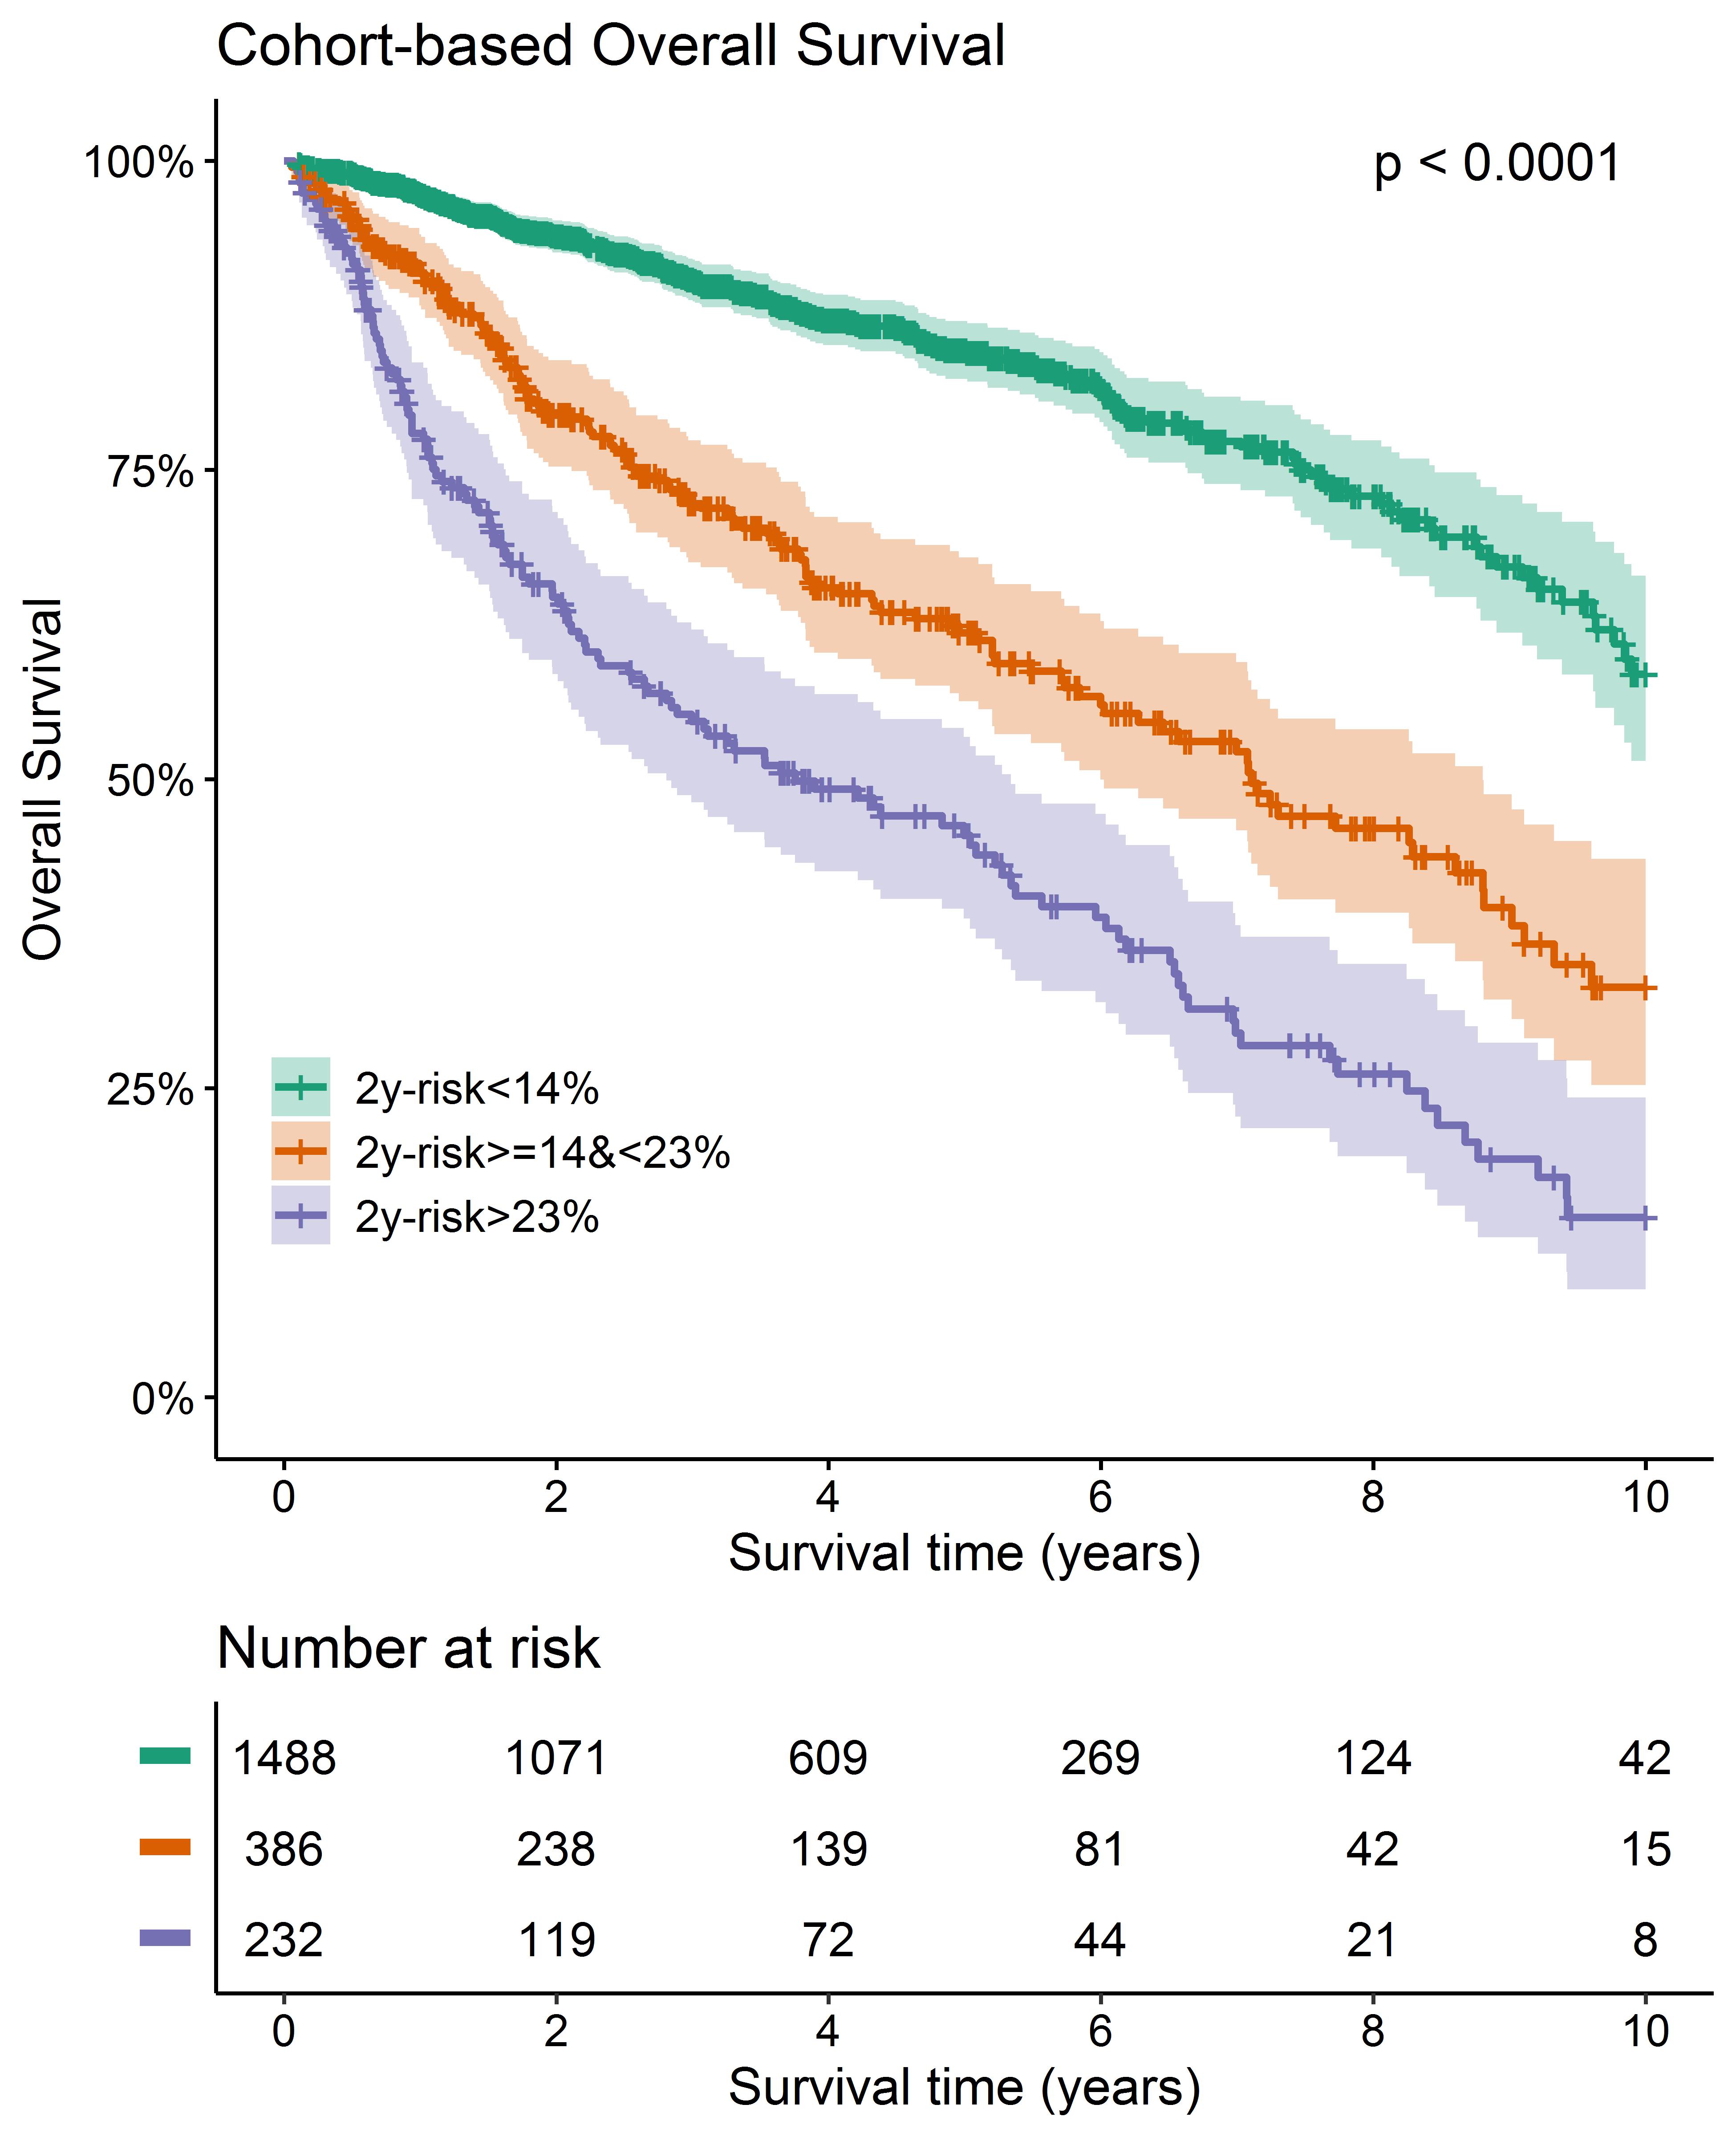 Cohort-based Overall Survival
p < 0.0001
100%
75%
50%
25%
0%
Overall Survival
2y-risk<14%
2y-risk>=14&<23%
2y-risk>23%
0 2 4 6 8 10
Survival time (years)
Number at risk
1488 1071 609 269 124 42
386 238 139 81 42 15
232 119 72 44 21 8
0 2 4 6 8 10
Survival time (years)